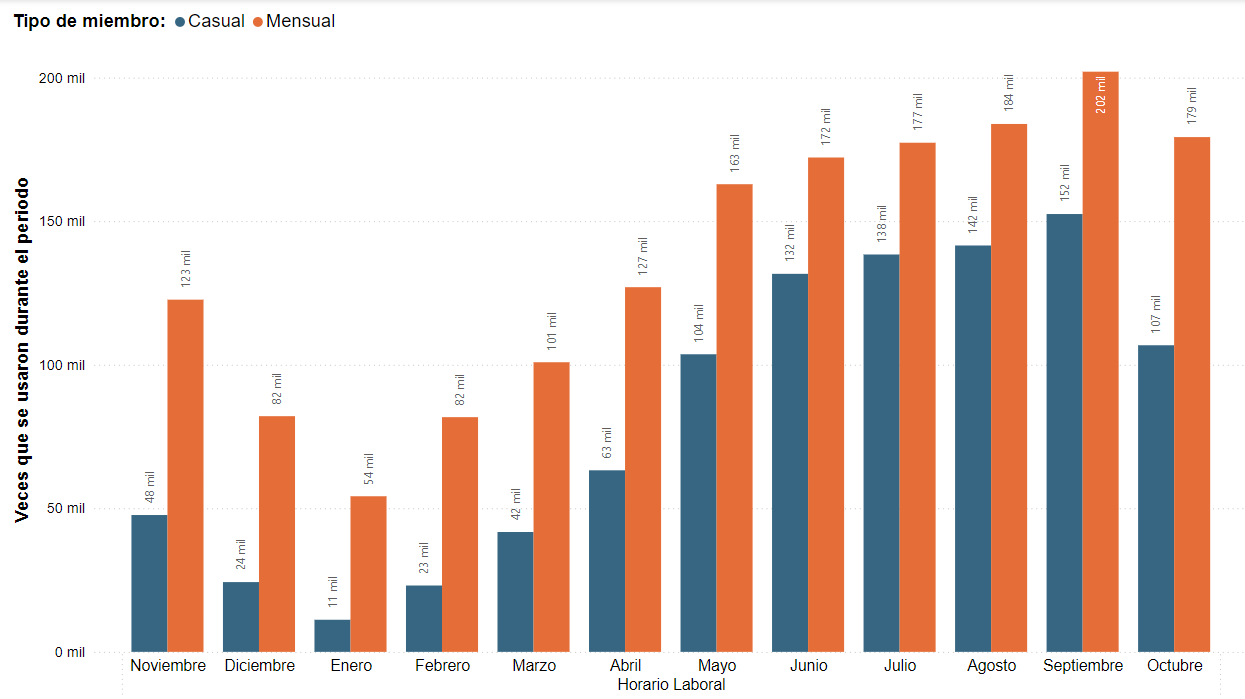 Tipo de miembro: Casual Mensual
Veces que se usaron durante el periodo
200 mil
150 mil
100 mil
50 mil
0 mil
48 mil
123 mil
24 mil
82 mil
11 mil
54 mil
23 mil
82 mil
42 mil
101 mil
63 mil
127 mil
104 mil
163 mil
132 mil
172 mil
138 mil
177 mil
142 mil
184 mil
152 mil
202 mil
107 mil
179 mil
Noviembre Diciembre Enero Febrero Marzo Abril Mayo Junio Julio Agosto Septiembre Octubre
Horario Laboral